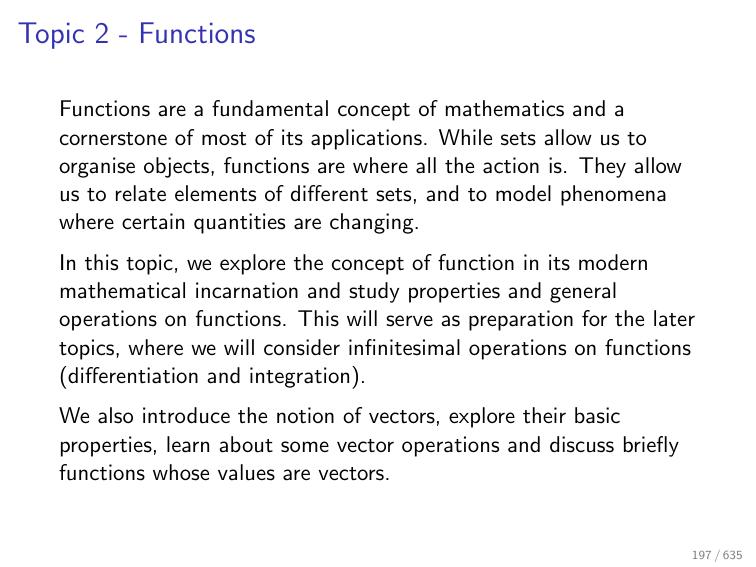 Topic 2 - Functions
Functions are a fundamental concept of mathematics and a
cornerstone of most of its applications. While sets allow us to
organise objects, functions are where all the action is. They allow
us to relate elements of different sets, and to model phenomena
where certain quantities are changing.
In this topic, we explore the concept of function in its modern
mathematical incarnation and study properties and general
operations on functions. This will serve as preparation for the later
topics, where we will consider infinitesimal operations on functions
(differentiation and integration).
We also introduce the notion of vectors, explore their basic
properties, learn about some vector operations and discuss briefly
functions whose values are vectors.
197 / 635